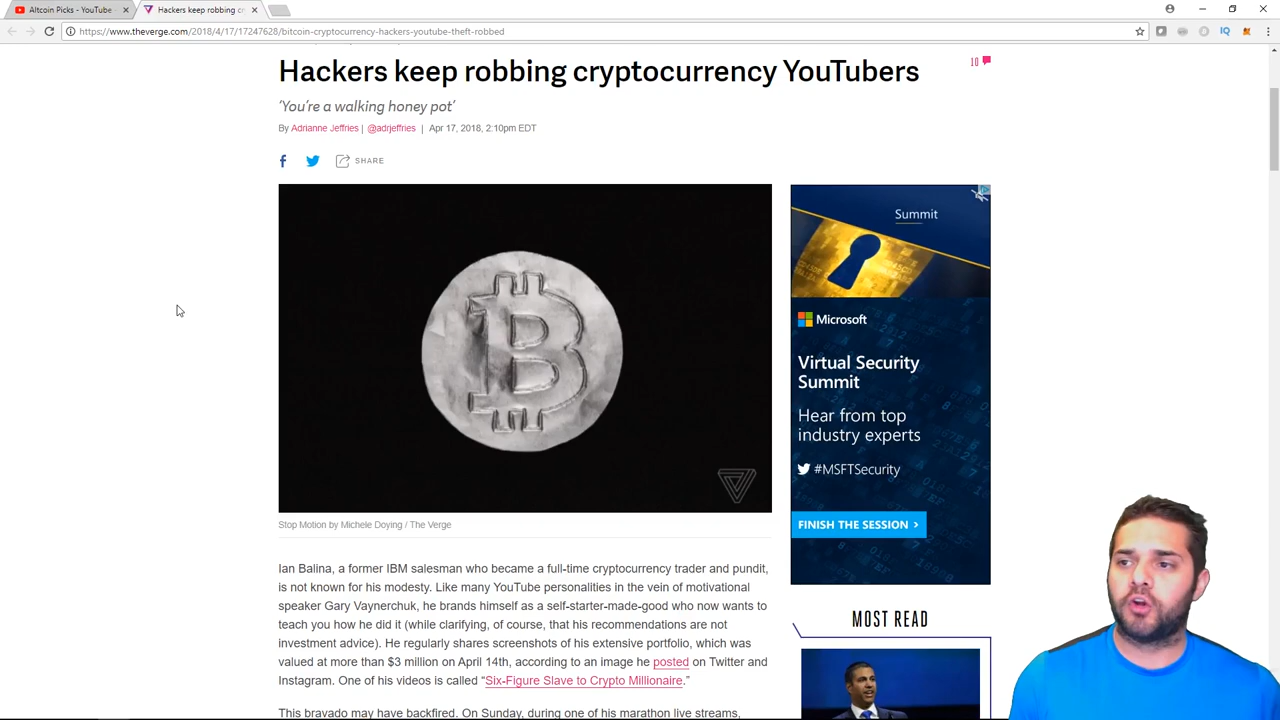 Altcoin Picks - YouTube
Hackers keep robbing cr
https://www.theverge.com/2018/4/17/17247628/bitcoin-cryptocurrency-hackers-youtube-theft-robbed
Hackers keep robbing cryptocurrency YouTubers
10
'You're a walking honey pot'
By Adrianne Jeffries | @adrjeffries | Apr 17, 2018, 2:10pm EDT
SHARE
Stop Motion by Michele Doying / The Verge
Ian Balina, a former IBM salesman who became a full-time cryptocurrency trader and pundit,
is not known for his modesty. Like many YouTube personalities in the vein of motivational
speaker Gary Vaynerchuk, he brands himself as a self-starter-made-good who now wants to
teach you how he did it (while clarifying, of course, that his recommendations are not
investment advice). He regularly shares screenshots of his extensive portfolio, which was
valued at more than $3 million on April 14th, according to an image he posted on Twitter and
Instagram. One of his videos is called “Six-Figure Slave to Crypto Millionaire.”
This bravado may have backfired. On Sunday, during one of his marathon live streams,
Summit
Microsoft
Virtual Security
Summit
Hear from top
industry experts
#MSFTSecurity
FINISH THE SESSION >
MOST READ